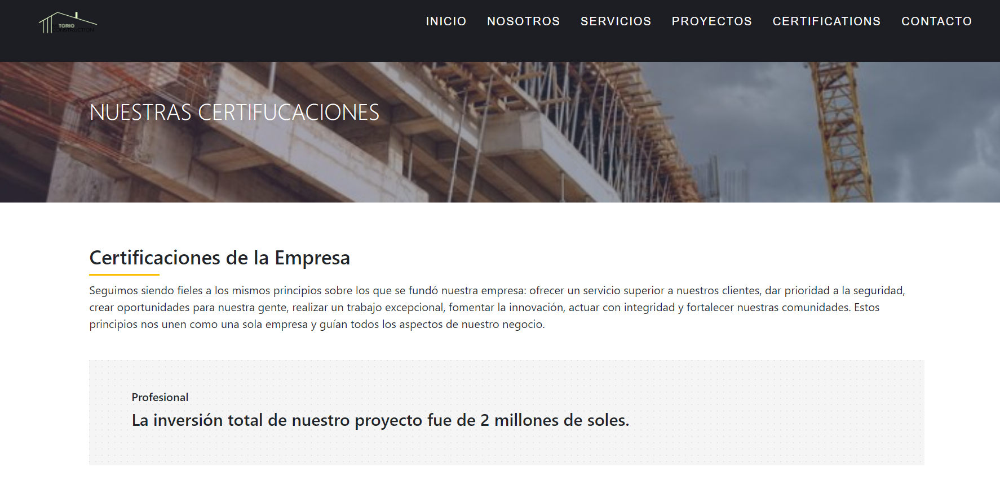 TORIO
CONSTRUCTION
INICIO NOSOTROS SERVICIOS PROYECTOS CERTIFICATIONS CONTACTO
NUESTRAS CERTIFUCACIONES
Certificaciones de la Empresa
Seguimos siendo fieles a los mismos principios sobre los que se fundó nuestra empresa: ofrecer un servicio superior a nuestros clientes, dar prioridad a la seguridad,
crear oportunidades para nuestra gente, realizar un trabajo excepcional, fomentar la innovación, actuar con integridad y fortalecer nuestras comunidades. Estos
principios nos unen como una sola empresa y guían todos los aspectos de nuestro negocio.
Profesional
La inversión total de nuestro proyecto fue de 2 millones de soles.